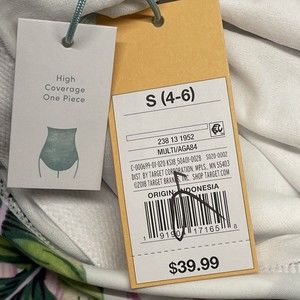 High
Coverage
One Piece
S (4-6)
238 13 1952
MULTI/AGA84
DIST BY TARGET CORPORATION, MPLS., MN 55403
©2018 TARGET BRANDS, INC. SHOP TARGET.COM
ORIGIN: INDONESIA
$39.99